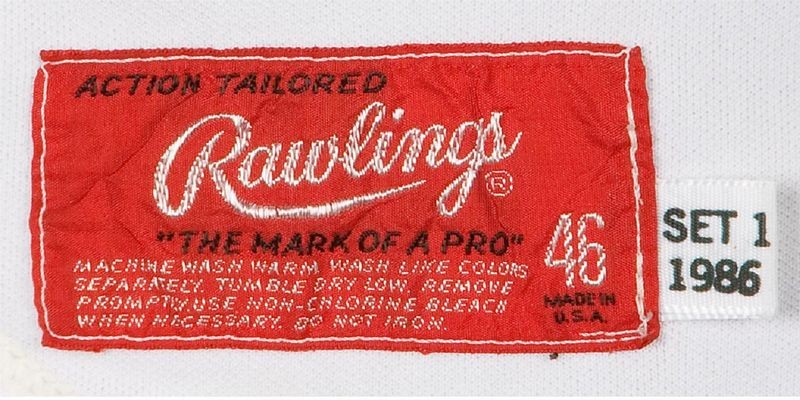 ACTION TAILORED
Rawlings®
"THE MARK OF A PRO"
46
MACHINE WASH WARM WASH LIKE COLORS
SEPARATELY. TUMBLE DRY LOW. REMOVE
PROMPTLY. USE NON-CHLORINE BLEACH
WHEN NECESSARY. DO NOT IRON.
MADE IN
U.S.A.
SET 1
1986